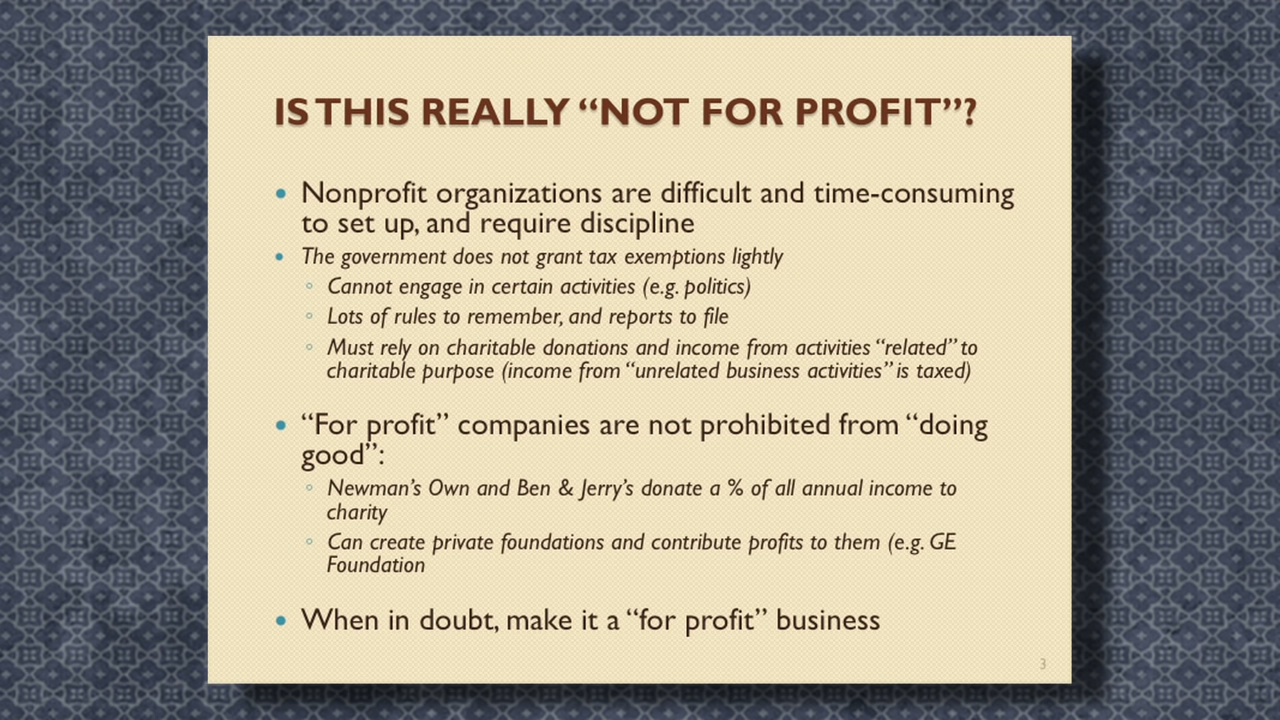 IS THIS REALLY “NOT FOR PROFIT”?
• Nonprofit organizations are difficult and time-consuming
to set up, and require discipline
• The government does not grant tax exemptions lightly
◦ Cannot engage in certain activities (e.g. politics)
◦ Lots of rules to remember, and reports to file
◦ Must rely on charitable donations and income from activities “related” to
charitable purpose (income from “unrelated business activities” is taxed)
• “For profit” companies are not prohibited from “doing
good”:
◦ Newman’s Own and Ben & Jerry’s donate a % of all annual income to
charity
◦ Can create private foundations and contribute profits to them (e.g. GE
Foundation
• When in doubt, make it a “for profit” business
3